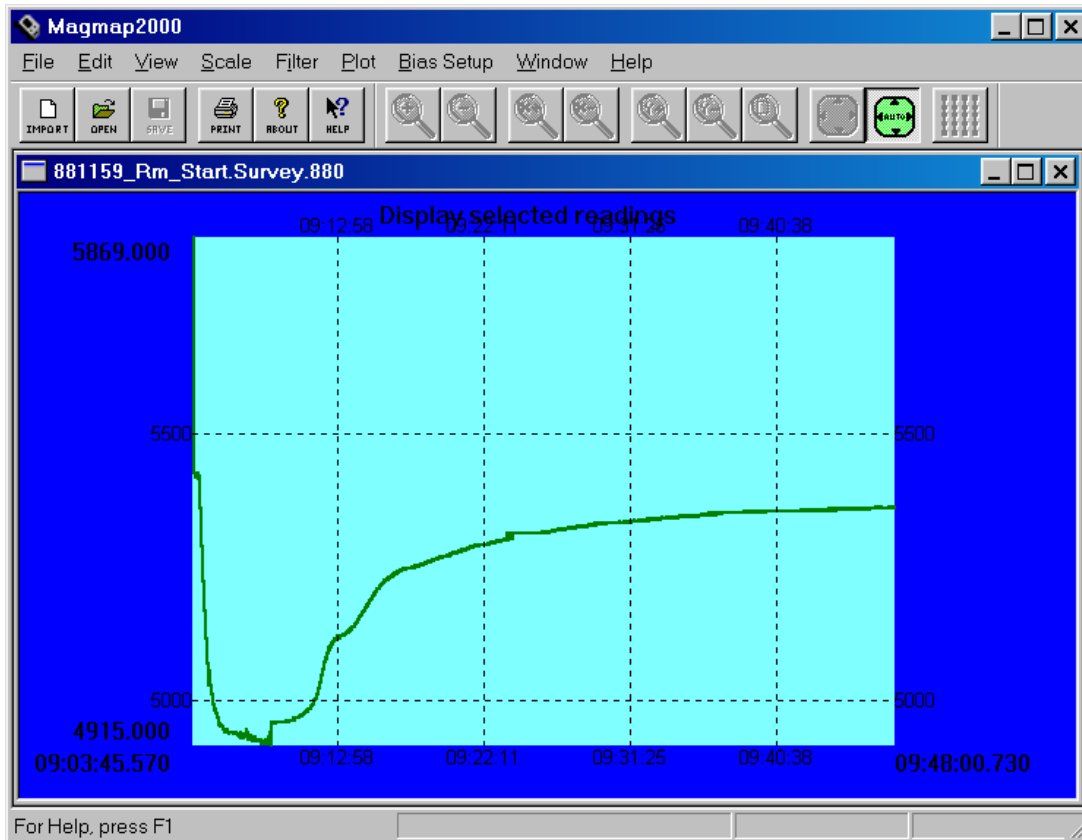 Magmap2000
File Edit View Scale Filter Plot Bias Setup Window Help
IMPORT OPEN SAVE PRINT ABOUT HELP AUTO
881159_Rm_Start.Survey.880
Display selected readings
09:12:58 09:22:11 09:31:25 09:40:38
5869.000
5500 5500
5000 5000
4915.000
09:12:58 09:22:11 09:31:25 09:40:38
09:03:45.570 09:48:00.730
For Help, press F1